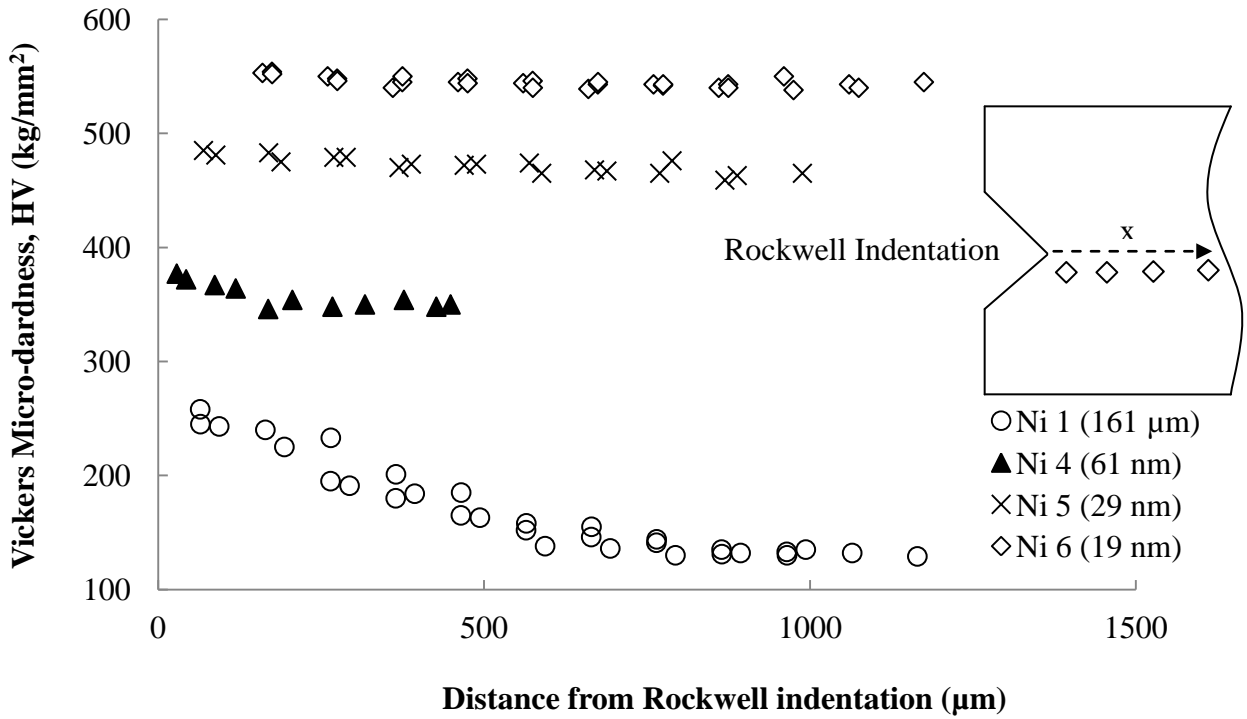 Vickers Micro-dardness, HV (kg/mm²)
600
500
400
300
200
100
0
500
1000
1500
Distance from Rockwell indentation (µm)
Rockwell Indentation
x
Ni 1 (161 µm)
Ni 4 (61 nm)
Ni 5 (29 nm)
Ni 6 (19 nm)